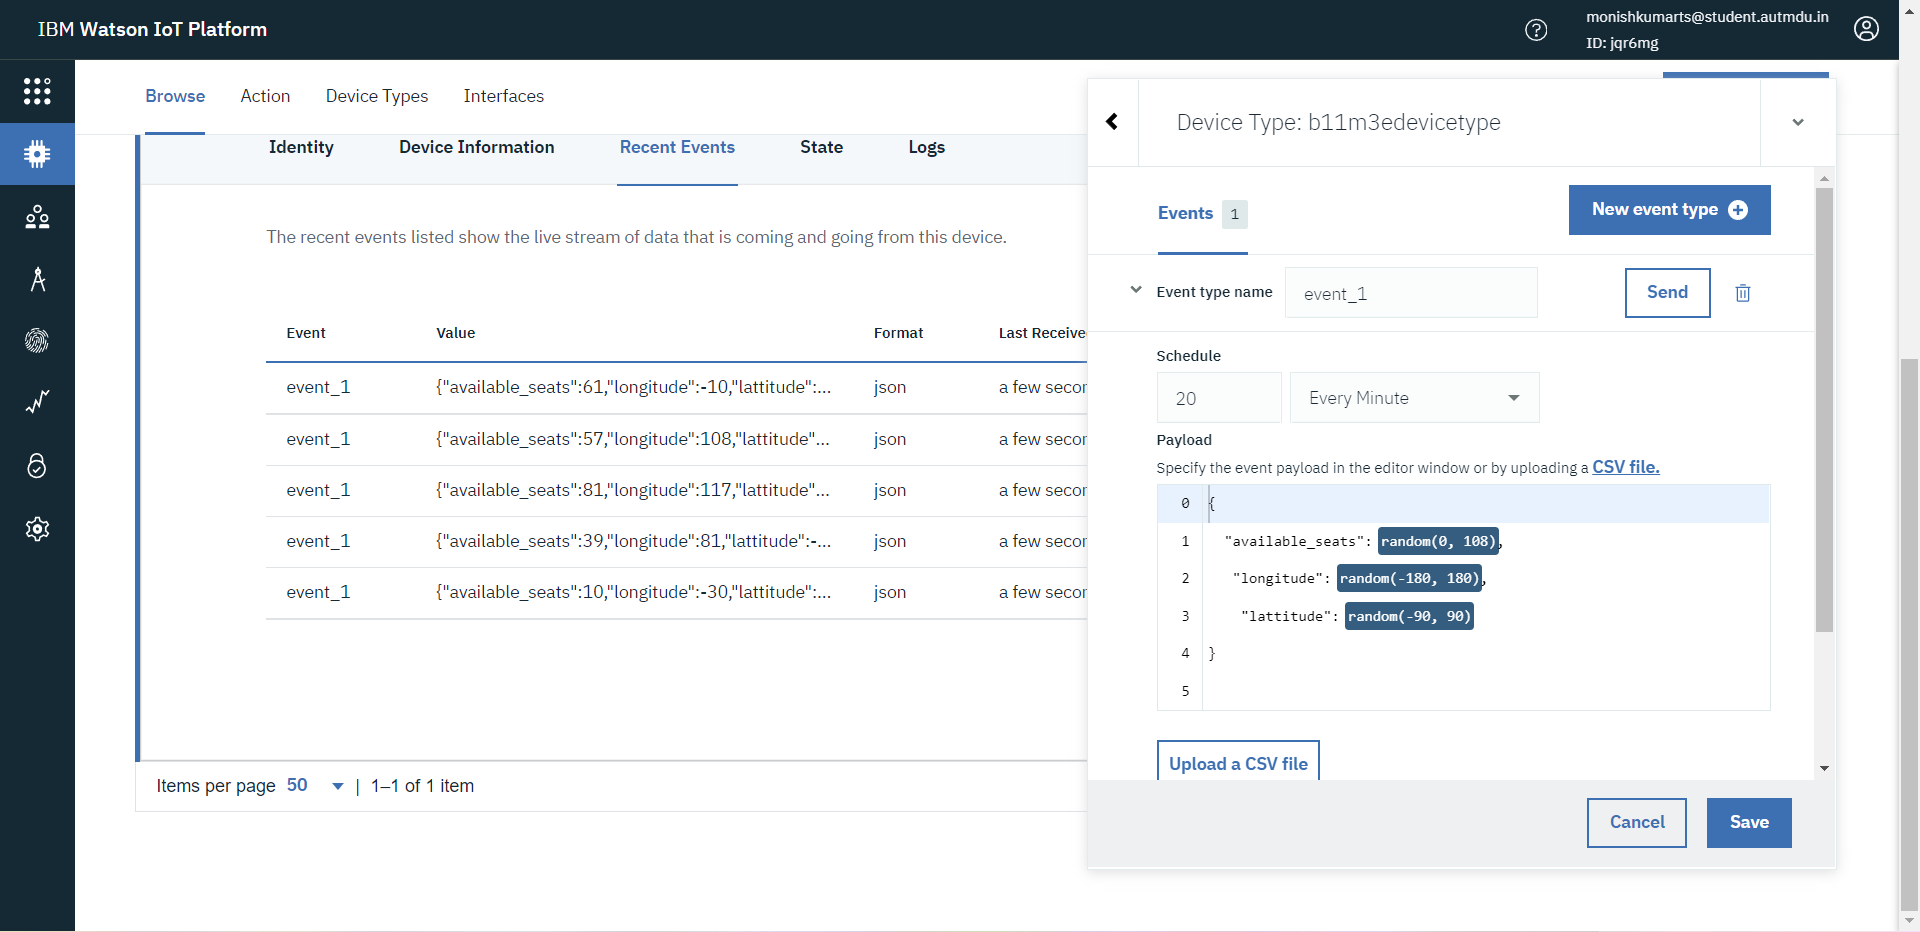 IBM Watson IoT Platform
monishkumarts@student.autmdu.in
ID: jqr6mg
Browse Action Device Types Interfaces
Identity Device Information Recent Events State Logs
The recent events listed show the live stream of data that is coming and going from this device.
Event Value Format Last Receive
event_1 {"available_seats":61,"longitude":-10,"lattitude":... json a few secor
event_1 {"available_seats":57,"longitude":108,"lattitude"... json a few secor
event_1 {"available_seats":81,"longitude":117,"lattitude"... json a few secor
event_1 {"available_seats":39,"longitude":81,"lattitude":-... json a few secor
event_1 {"available_seats":10,"longitude":-30,"lattitude":... json a few secor
Items per page 50 | 1–1 of 1 item
Device Type: b11m3edevicetype
Events 1
New event type
Event type name event_1 Send
Schedule
20 Every Minute
Payload
Specify the event payload in the editor window or by uploading a CSV file.
0 {
1 "available_seats": random(0, 108),
2 "longitude": random(-180, 180),
3 "lattitude": random(-90, 90)
4 }
5
Upload a CSV file
Cancel Save